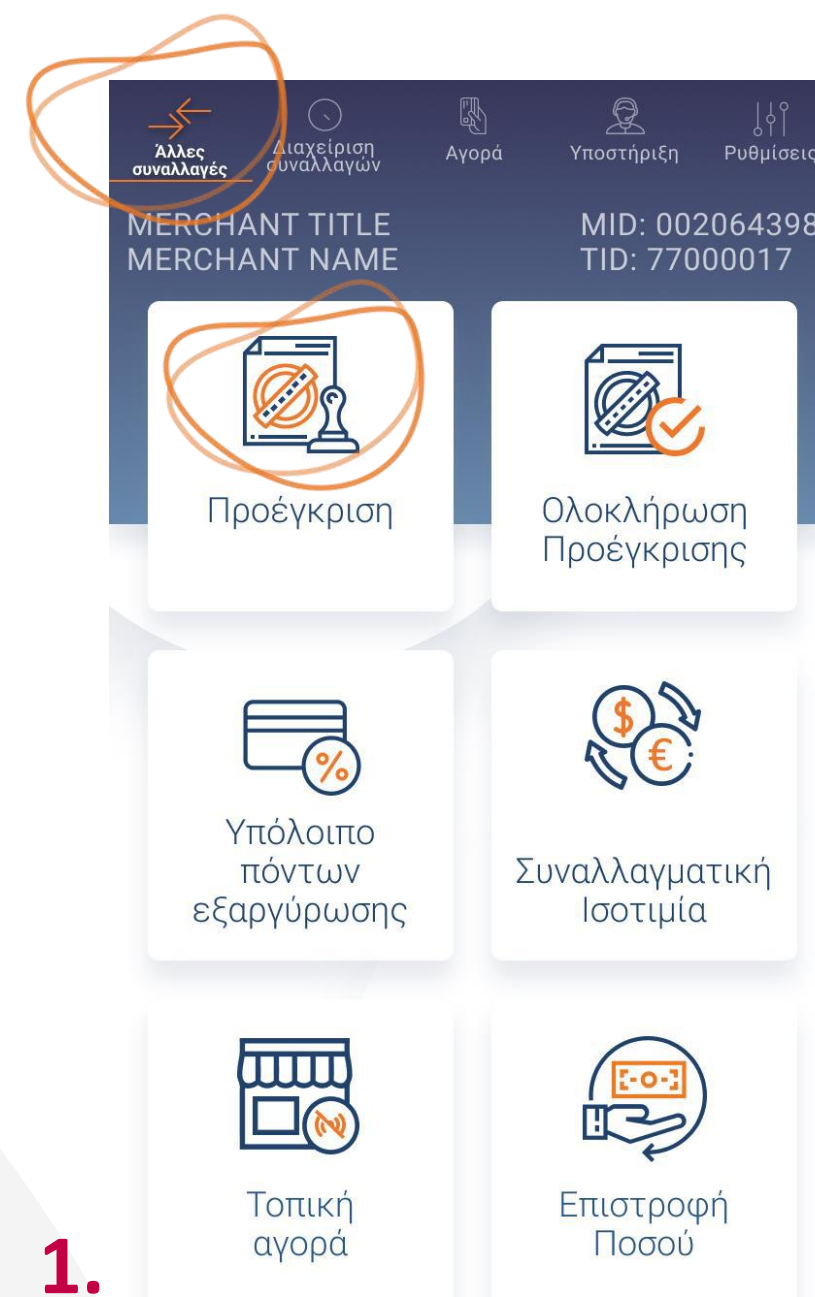 Άλλες
συναλλαγές
Διαχείριση
συναλλαγών
Αγορά
Υποστήριξη
Ρυθμίσεις
MERCHANT TITLE
MERCHANT NAME
MID: 002064398
TID: 77000017
Προέγκριση
Ολοκλήρωση
Προέγκρισης
%
$
€
Υπόλοιπο
πόντων
εξαργύρωσης
Συναλλαγματική
Ισοτιμία
Τοπική
αγορά
Επιστροφή
Ποσού
1.